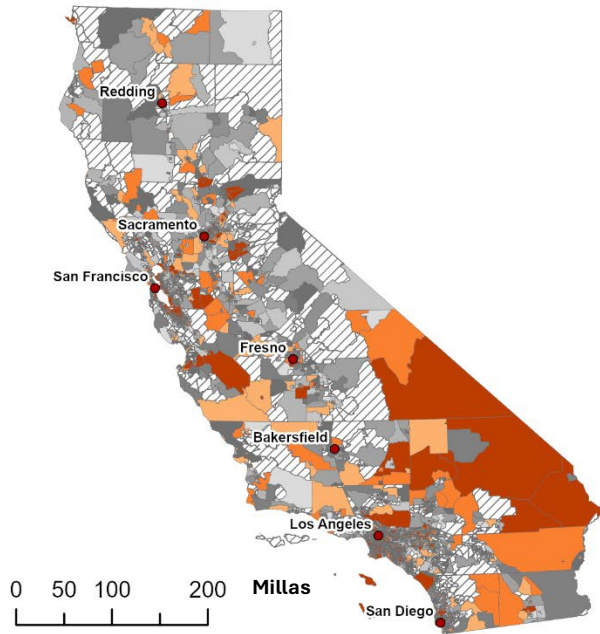 Redding
Sacramento
San Francisco
Fresno
Bakersfield
Los Angeles
Millas
0 50 100 200
San Diego